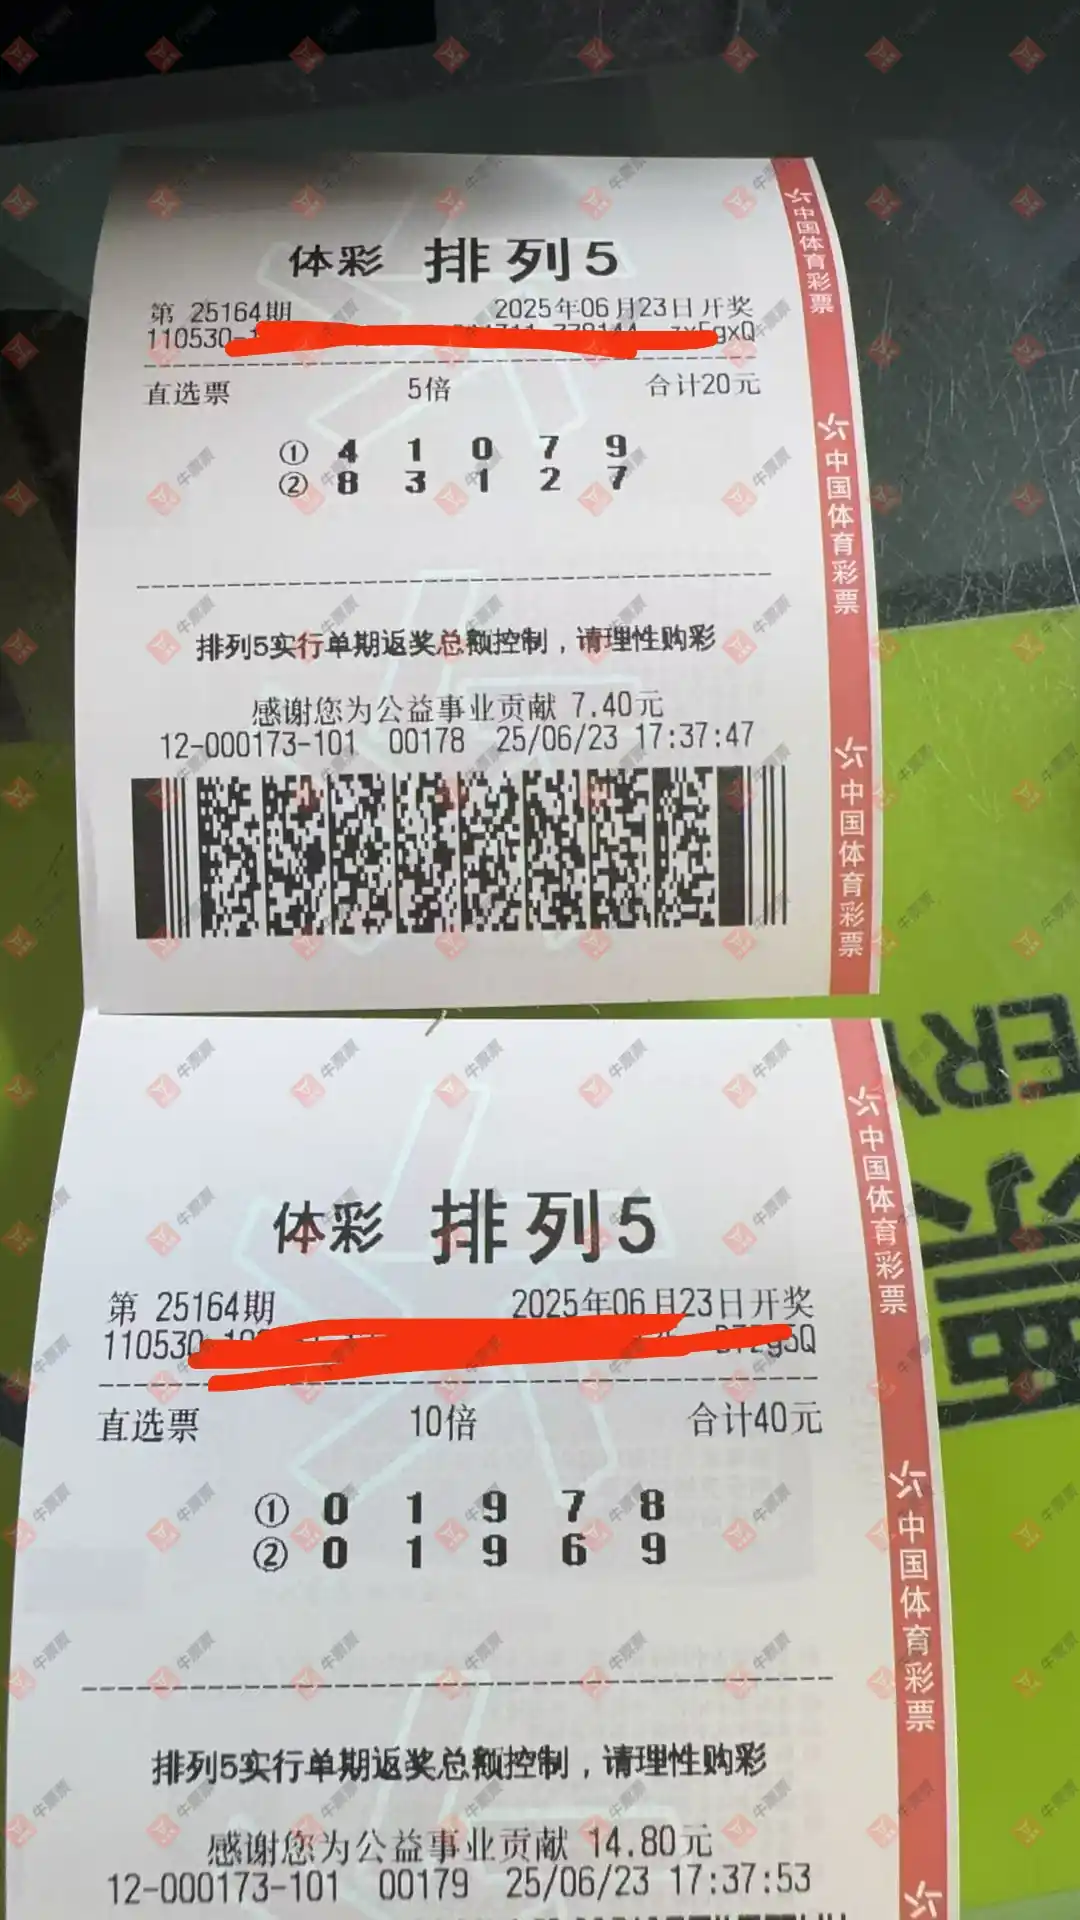 体彩 排列5
第 25164期 2025年06月23日开奖
110530- gxQ
直选票 5倍 合计20元
① 4 1 0 7 9
② 8 3 1 2 7
排列5实行单期返奖总额控制，请理性购彩
感谢您为公益事业贡献 7.40元
12-000173-101 00178 25/06/23 17:37:47
中国体育彩票
中国体育彩票
中国体育彩票
体彩 排列5
第 25164期 2025年06月23日开奖
110530 5Q
直选票 10倍 合计40元
① 0 1 9 7 8
② 0 1 9 6 9
排列5实行单期返奖总额控制，请理性购彩
感谢您为公益事业贡献 14.80元
12-000173-101 00179 25/06/23 17:37:53
中国体育彩票
中国体育彩票
ER
牛票票